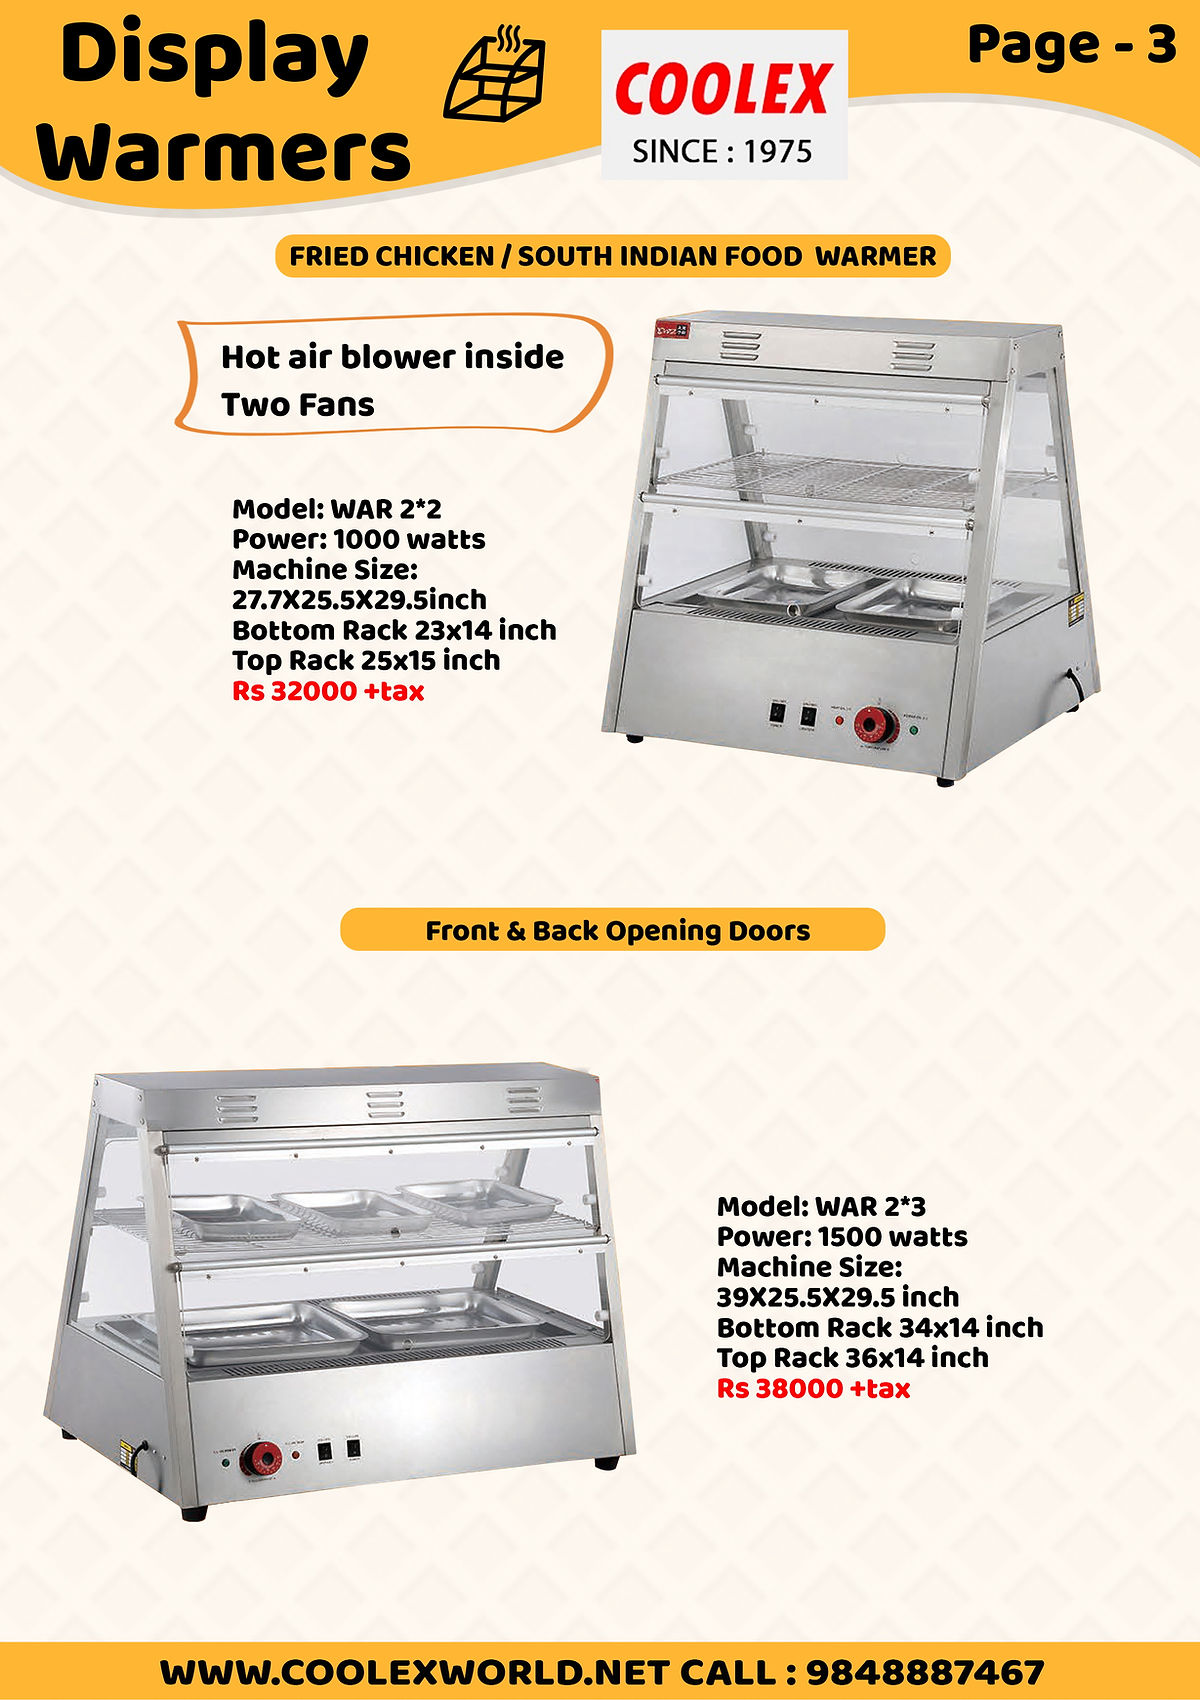 Display
Warmers
COOLEX
SINCE : 1975
Page - 3
FRIED CHICKEN / SOUTH INDIAN FOOD WARMER
Hot air blower inside
Two Fans
Model: WAR 2*2
Power: 1000 watts
Machine Size:
27.7X25.5X29.5inch
Bottom Rack 23x14 inch
Top Rack 25x15 inch
Rs 32000 +tax
Front & Back Opening Doors
Model: WAR 2*3
Power: 1500 watts
Machine Size:
39X25.5X29.5 inch
Bottom Rack 34x14 inch
Top Rack 36x14 inch
Rs 38000 +tax
WWW.COOLEXWORLD.NET CALL : 9848887467